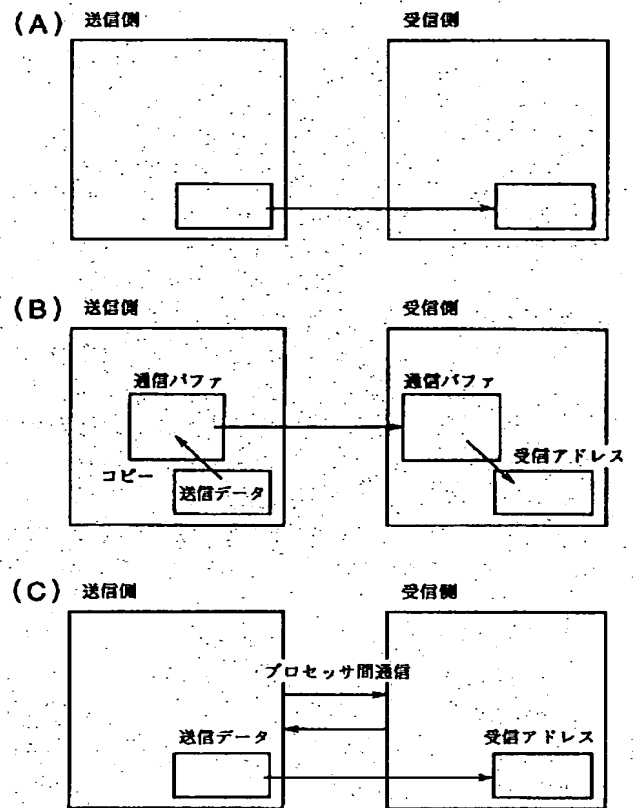 (A) 送信側 受信側
(B) 送信側 受信側
通信バファ 通信バファ
コピー 送信データ 受信アドレス
(C) 送信側 受信側
プロセッサ間通信
送信データ 受信アドレス